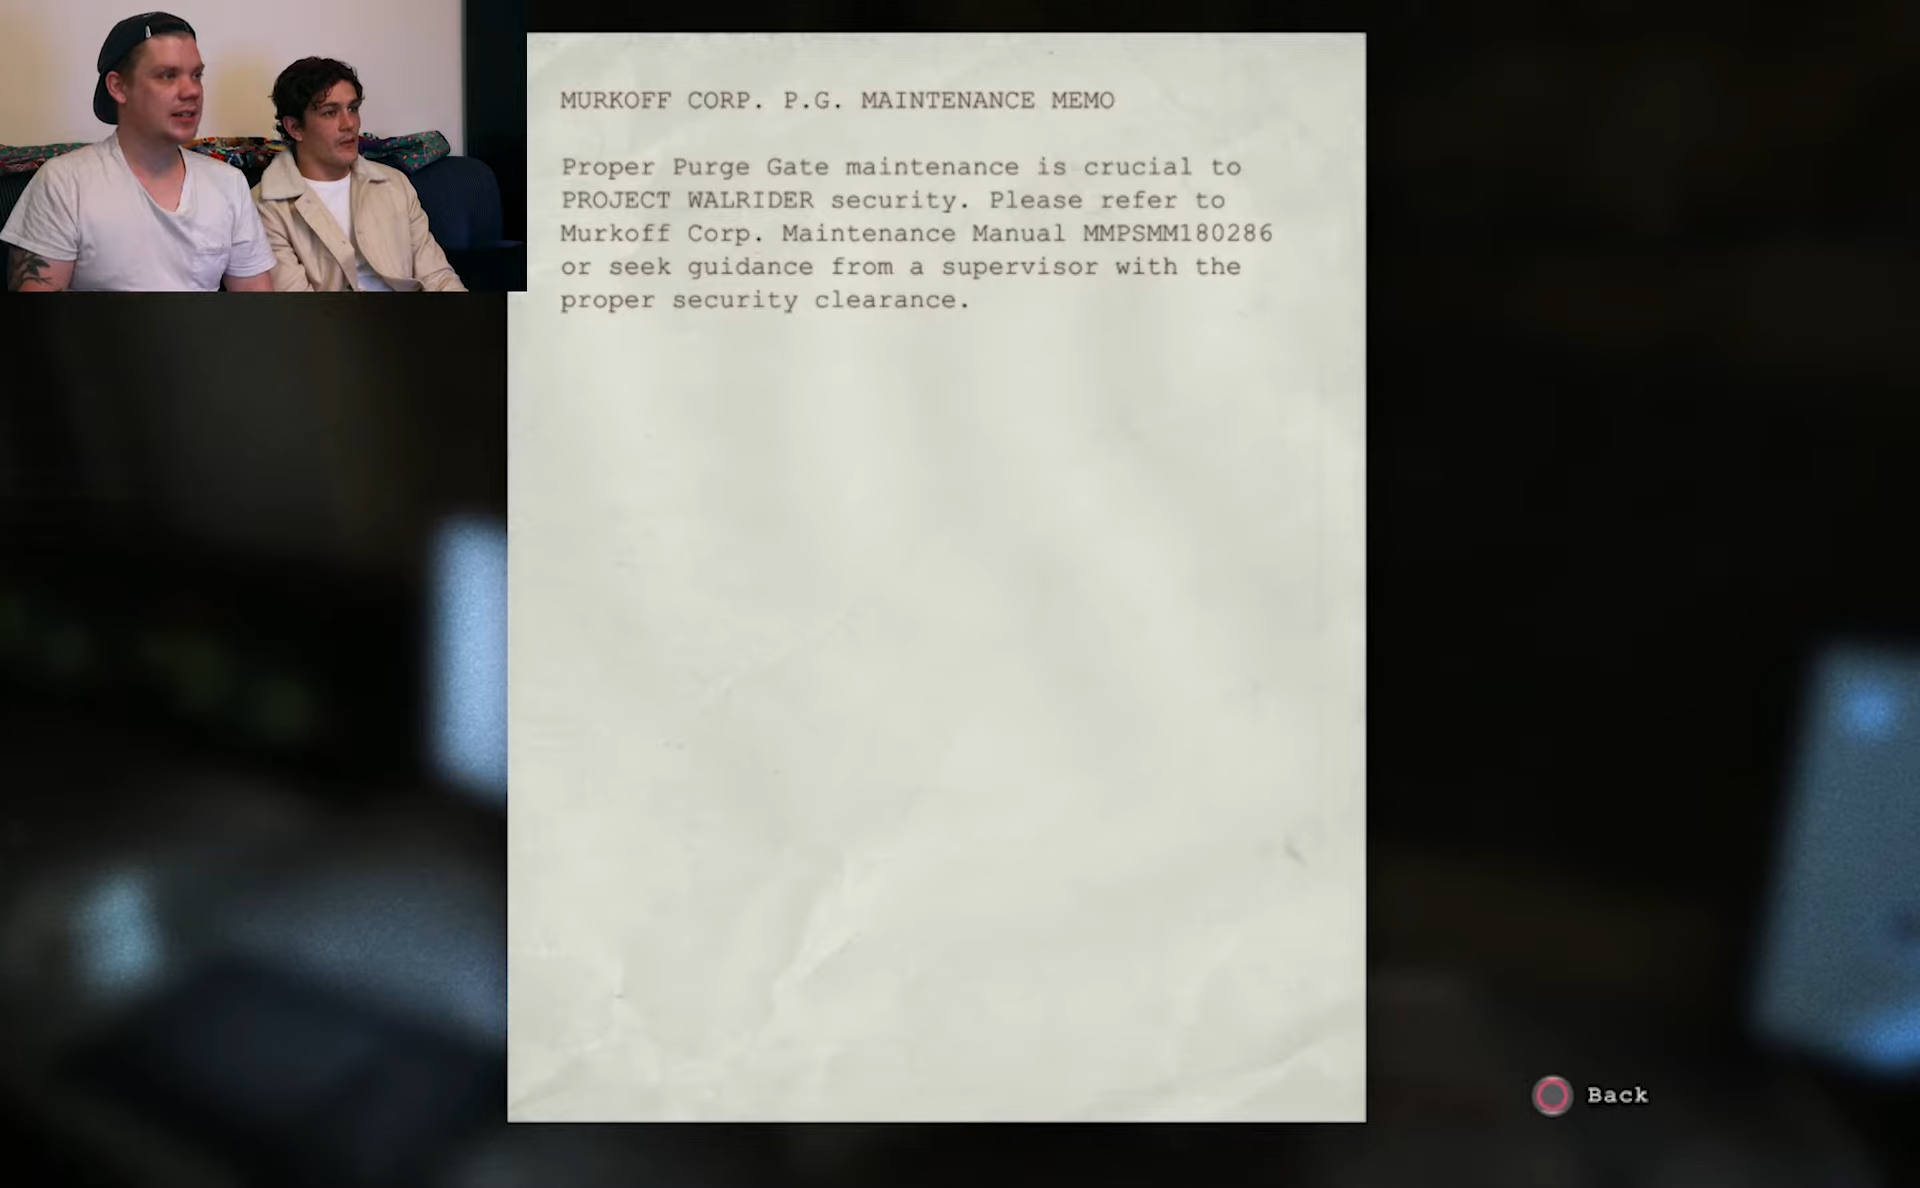 MURKOFF CORP. P.G. MAINTENANCE MEMO
Proper Purge Gate maintenance is crucial to
PROJECT WALRIDER security. Please refer to
Murkoff Corp. Maintenance Manual MMPSMM180286
or seek guidance from a supervisor with the
proper security clearance.
Back